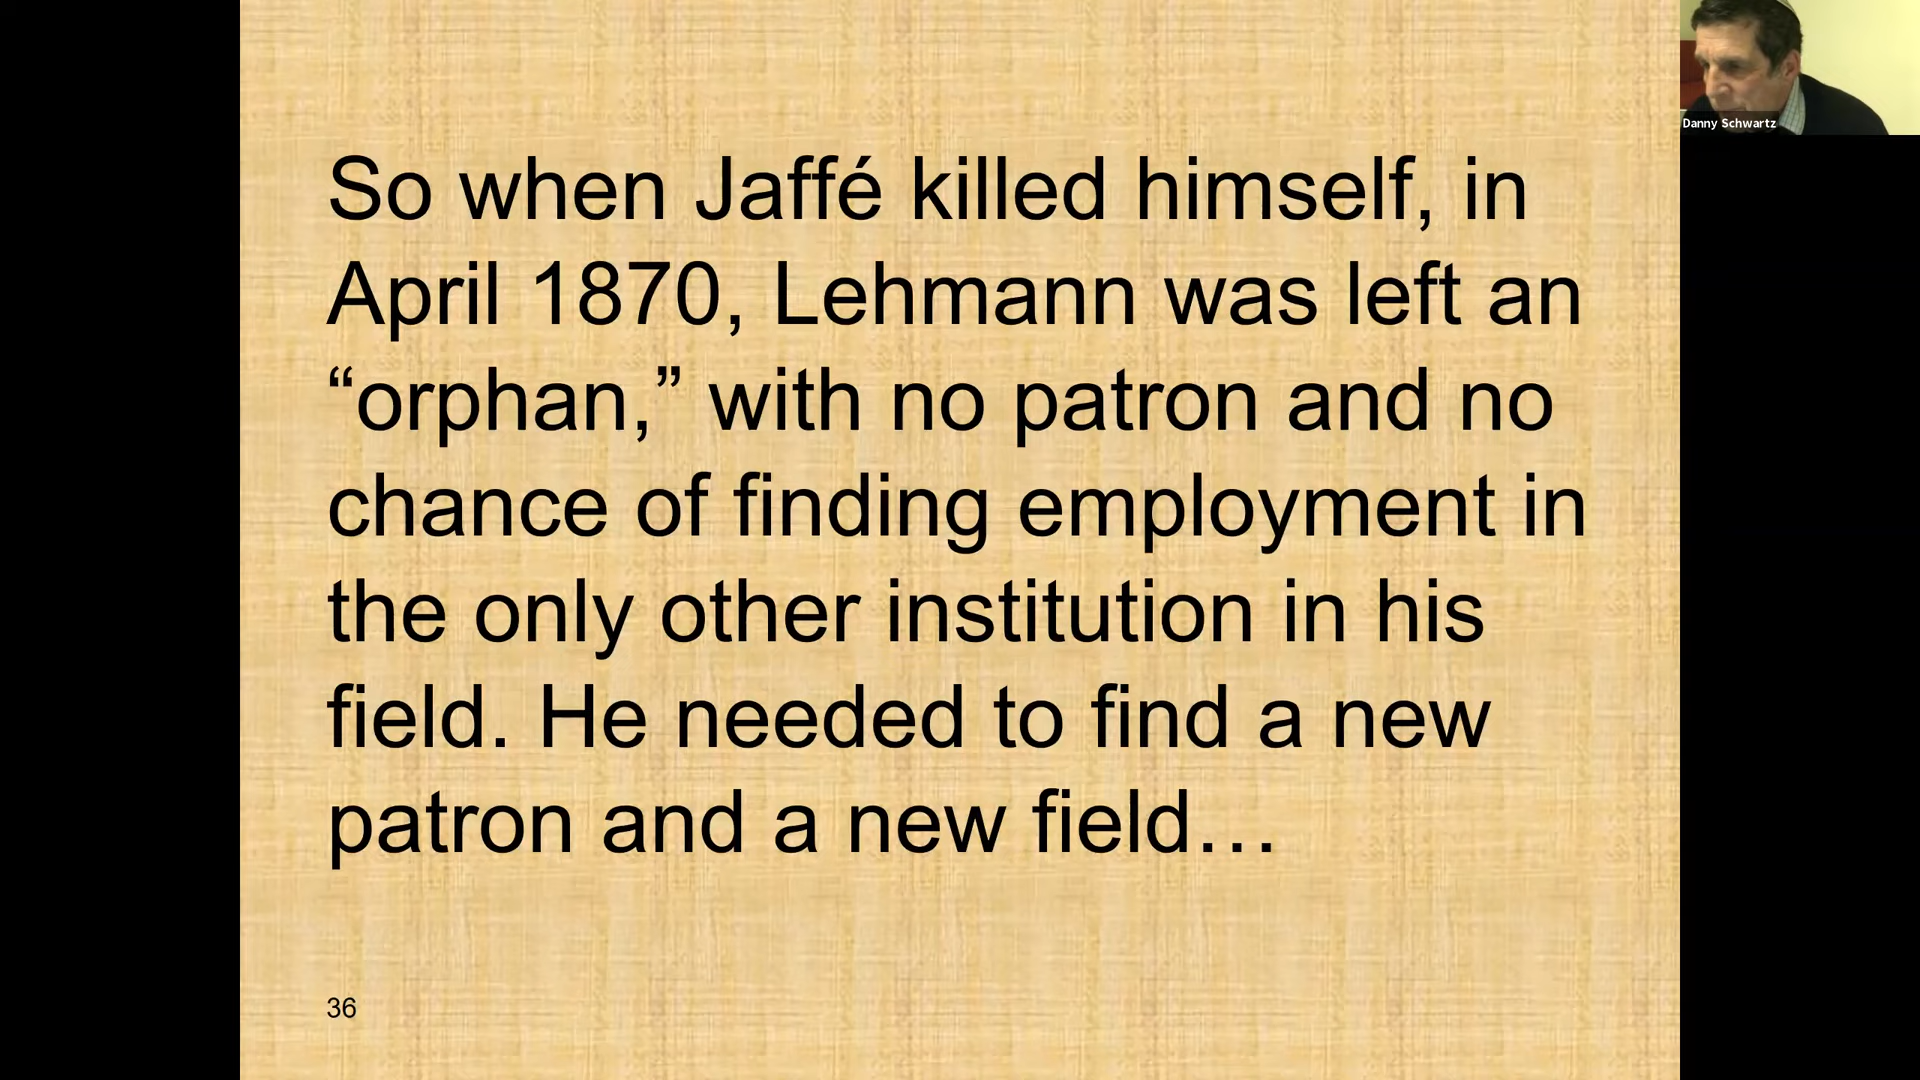 So when Jaffé killed himself, in
April 1870, Lehmann was left an
“orphan,” with no patron and no
chance of finding employment in
the only other institution in his
field. He needed to find a new
patron and a new field…
36
Danny Schwartz